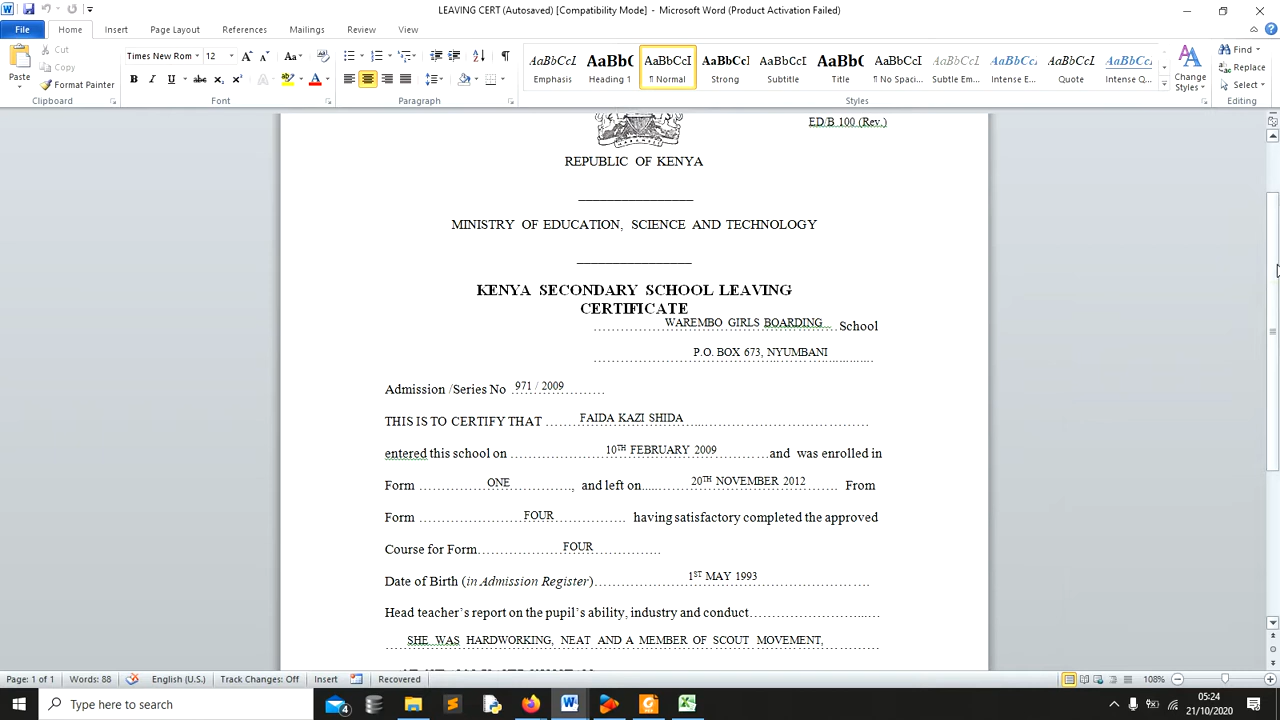 LEAVING CERT (Autosaved) [Compatibility Mode] - Microsoft Word (Product Activation Failed)
File Home Insert Page Layout References Mailings Review View
Paste
Cut
Copy
Format Painter
Clipboard
Times New Rom 12
Font
Paragraph
AaBbCcI Emphasis
AaBbC Heading 1
AaBbCcI ¶ Normal
AaBbCcI Strong
AaBbCcI Subtitle
AaBbC Title
AaBbCcI ¶ No Spaci...
AaBbCcI Subtle Em...
AaBbCcI Intense E...
AaBbCcI Quote
AaBbCcI Intense Q...
Change Styles
Styles
Find
Replace
Select
Editing
ED/B 100 (Rev.)
REPUBLIC OF KENYA
MINISTRY OF EDUCATION, SCIENCE AND TECHNOLOGY
KENYA SECONDARY SCHOOL LEAVING
CERTIFICATE
WAREMBO GIRLS BOARDING School
P.O. BOX 673, NYUMBANI
Admission /Series No 971 / 2009
THIS IS TO CERTIFY THAT FAIDA KAZI SHIDA
entered this school on 10TH FEBRUARY 2009 and was enrolled in
Form ONE, and left on 20TH NOVEMBER 2012 From
Form FOUR having satisfactory completed the approved
Course for Form FOUR
Date of Birth (in Admission Register) 1ST MAY 1993
Head teacher's report on the pupil's ability, industry and conduct
SHE WAS HARDWORKING, NEAT AND A MEMBER OF SCOUT MOVEMENT,
Page: 1 of 1 Words: 88 English (U.S.) Track Changes: Off Insert Recovered 108%
Type here to search
4
05:24
21/10/2020